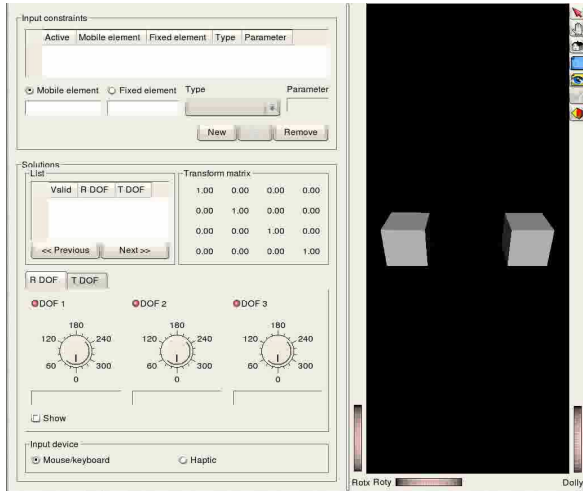 Input constraints
Active Mobile element Fixed element Type Parameter
Mobile element Fixed element Type Parameter
New Remove
Solutions
List Transform matrix
Valid R DOF T DOF
1.00 0.00 0.00 0.00
0.00 1.00 0.00 0.00
0.00 0.00 1.00 0.00
0.00 0.00 0.00 1.00
<< Previous Next >>
R DOF T DOF
DOF 1 DOF 2 DOF 3
180 180 180
120 240 120 240 120 240
60 300 60 300 60 300
0 0 0
Show
Input device
Mouse/keyboard Haptic
Rotx Roty Dolly